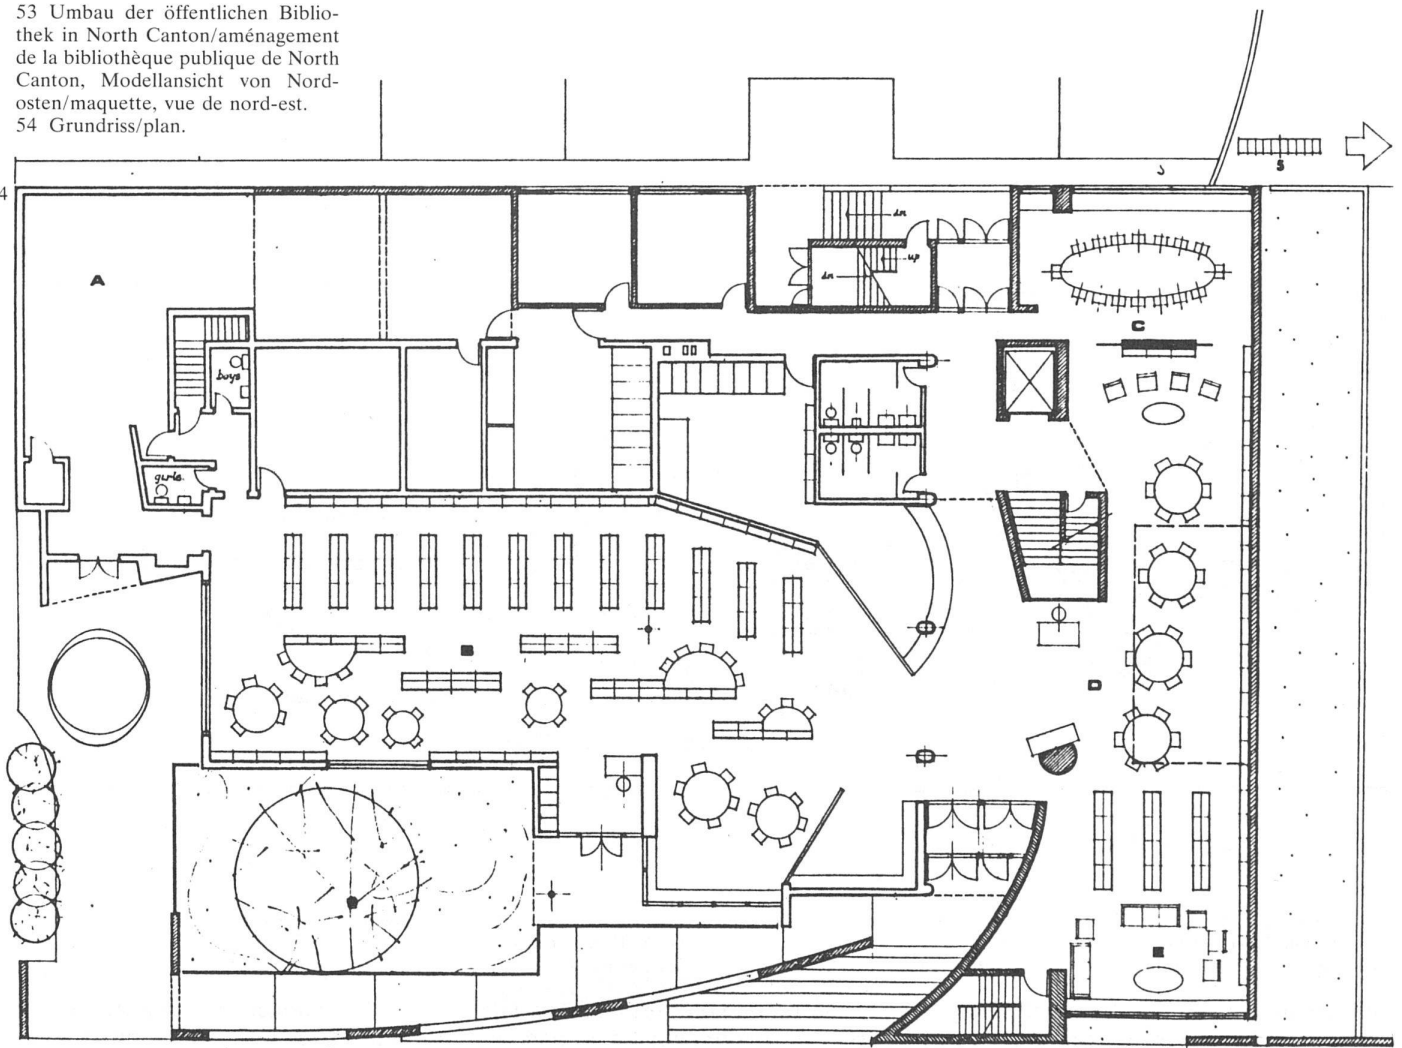 53 Umbau der öffentlichen Biblio-
thek in North Canton/aménagement
de la bibliothèque publique de North
Canton, Modellansicht von Nord-
osten/maquette, vue de nord-est.
54 Grundriss/plan.
4
5
A
dn
dn
up
C
boys
girls
B
D
E